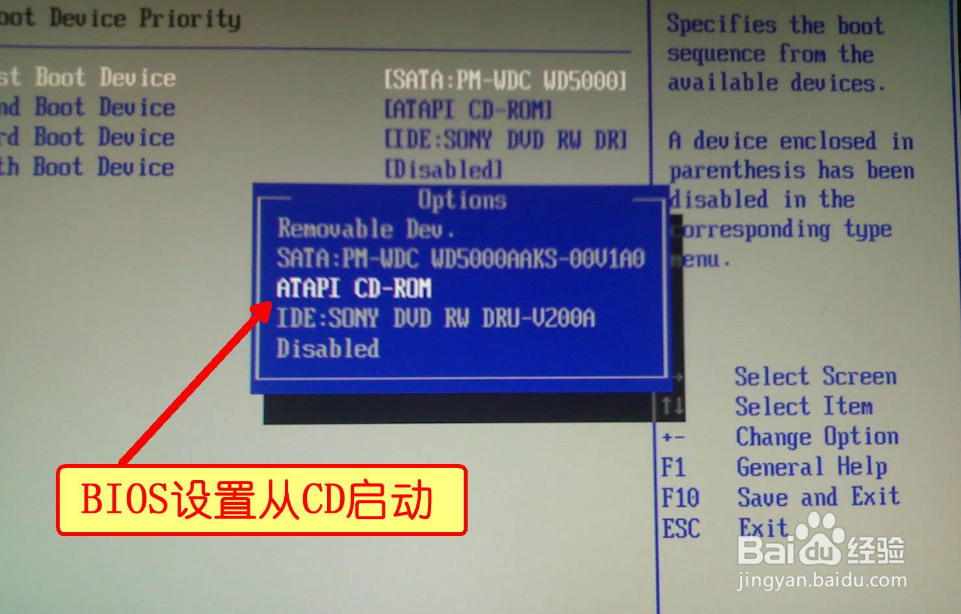 oot Device Priority
st Boot Device [SATA:PM-WDC WD5000]
nd Boot Device [ATAPI CD-ROM]
rd Boot Device [IDE:SONY DVD RW DR]
th Boot Device [Disabled]
Options
Removable Dev.
SATA:PM-WDC WD5000AAKS-00V1A0
ATAPI CD-ROM
IDE:SONY DVD RW DRU-V200A
Disabled
Specifies the boot
sequence from the
available devices.
A device enclosed in
parenthesis has been
disabled in the
corresponding type
menu.
→ Select Screen
↑↓ Select Item
+- Change Option
F1 General Help
F10 Save and Exit
ESC Exit
BIOS设置从CD启动
Baidu经验
jingyan.baidu.com